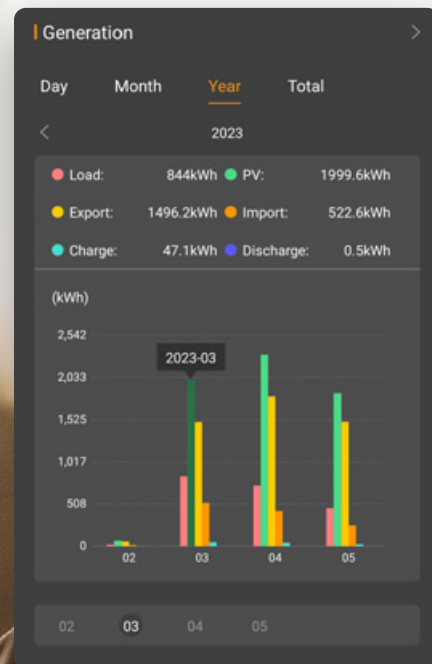 Generation
Day Month Year Total
2023
Load: 844kWh PV: 1999.6kWh
Export: 1496.2kWh Import: 522.6kWh
Charge: 47.1kWh Discharge: 0.5kWh
(kWh)
2,542
2023-03
2,033
1,525
1,017
508
0
02 03 04 05
02 03 04 05